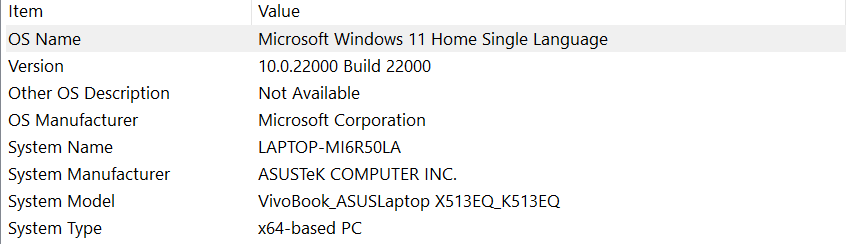 Item Value
OS Name Microsoft Windows 11 Home Single Language
Version 10.0.22000 Build 22000
Other OS Description Not Available
OS Manufacturer Microsoft Corporation
System Name LAPTOP-MI6R50LA
System Manufacturer ASUSTeK COMPUTER INC.
System Model VivoBook_ASUSLaptop X513EQ_K513EQ
System Type x64-based PC